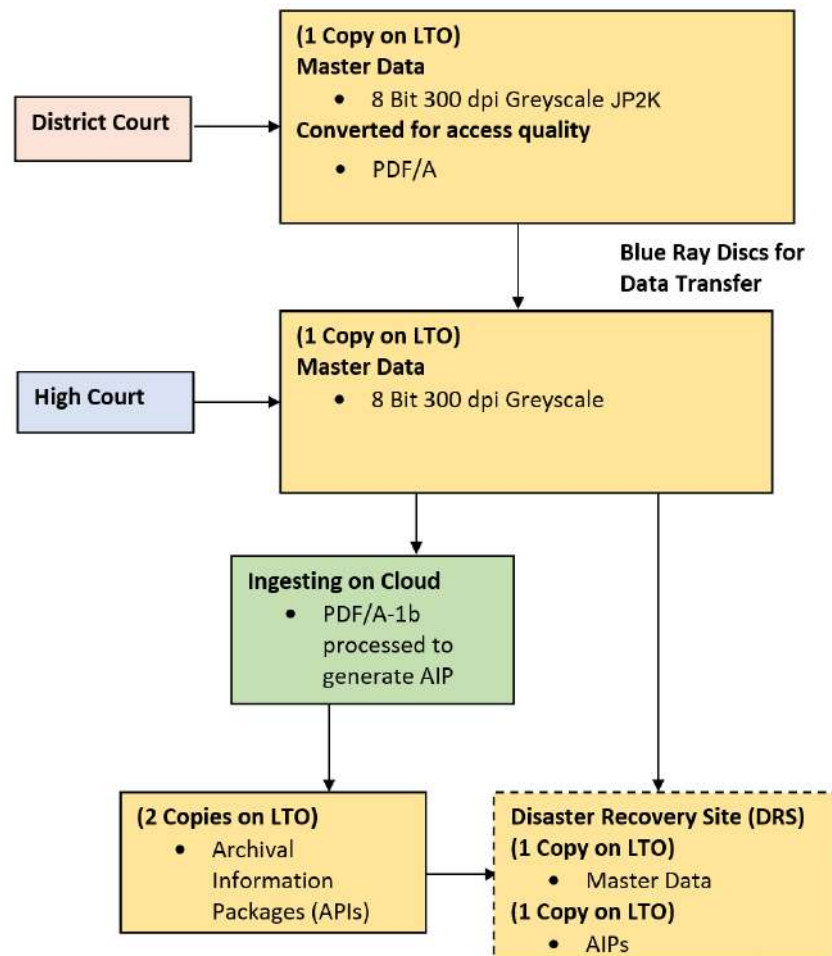 (1 Copy on LTO)
Master Data
• 8 Bit 300 dpi Greyscale JP2K
District Court
Converted for access quality
• PDF/A
Blue Ray Discs for
Data Transfer
(1 Copy on LTO)
Master Data
High Court
• 8 Bit 300 dpi Greyscale
Ingesting on Cloud
• PDF/A-1b
processed to
generate AIP
(2 Copies on LTO)
• Archival
Information
Packages (APIs)
Disaster Recovery Site (DRS)
(1 Copy on LTO)
• Master Data
(1 Copy on LTO)
• AIPs